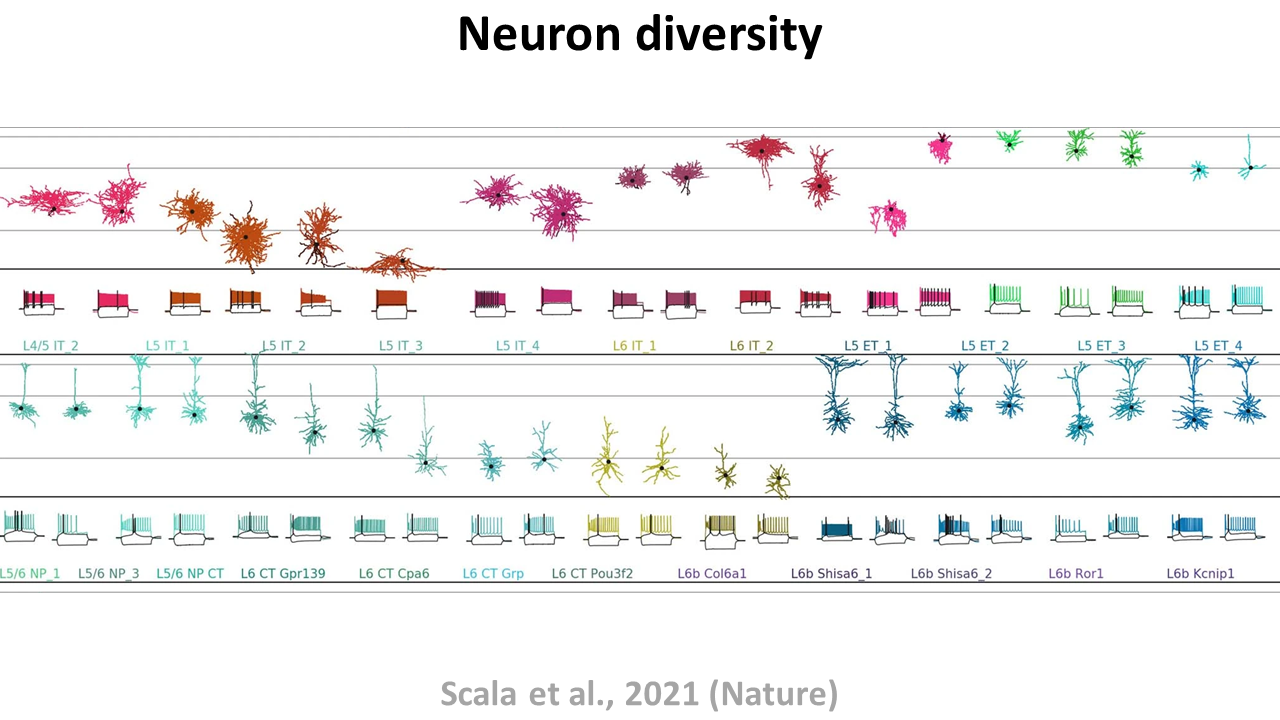 Neuron diversity
L4/5 IT_2 L5 IT_1 L5 IT_2 L5 IT_3 L5 IT_4 L6 IT_1 L6 IT_2 L5 ET_1 L5 ET_2 L5 ET_3 L5 ET_4
L5/6 NP_1 L5/6 NP_3 L5/6 NP CT L6 CT Gpr139 L6 CT Cpa6 L6 CT Grp L6 CT Pou3f2 L6b Col6a1 L6b Shisa6_1 L6b Shisa6_2 L6b Ror1 L6b Kcnip1
Scala et al., 2021 (Nature)